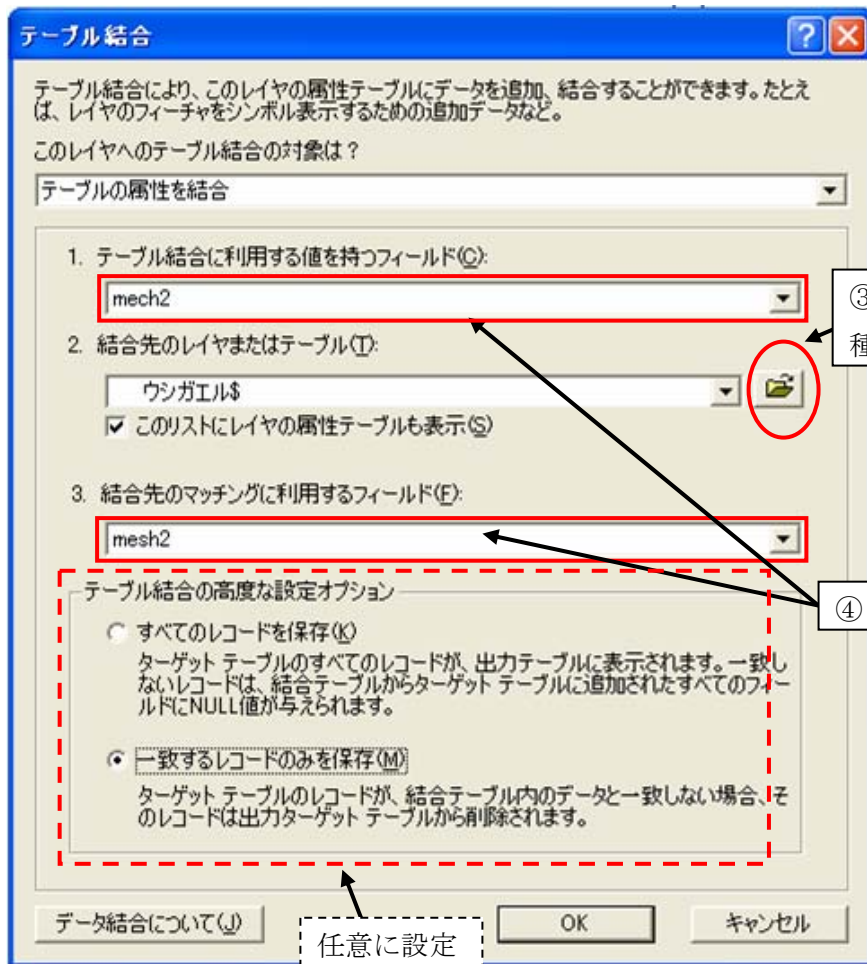 テーブル結合
テーブル結合により、このレイヤの属性テーブルにデータを追加、結合することができます。たとえ
ば、レイヤのフィーチャをシンボル表示するための追加データなど。
このレイヤへのテーブル結合の対象は？
テーブルの属性を結合
1. テーブル結合に利用する値を持つフィールド(C):
mech2
③
種
2. 結合先のレイヤまたはテーブル(T):
ウシガエル$
このリストにレイヤの属性テーブルも表示(S)
3. 結合先のマッチングに利用するフィールド(F):
mesh2
④
テーブル結合の高度な設定オプション
すべてのレコードを保存(K)
ターゲット テーブルのすべてのレコードが、出力テーブルに表示されます。一致し
ないレコードは、結合テーブルからターゲット テーブルに追加されたすべてのフィー
ルドにNULL値が与えられます。
一致するレコードのみを保存(M)
ターゲット テーブルのレコードが、結合テーブル内のデータと一致しない場合、そ
のレコードは出力ターゲット テーブルから削除されます。
データ結合について(J)
OK
キャンセル
任意に設定